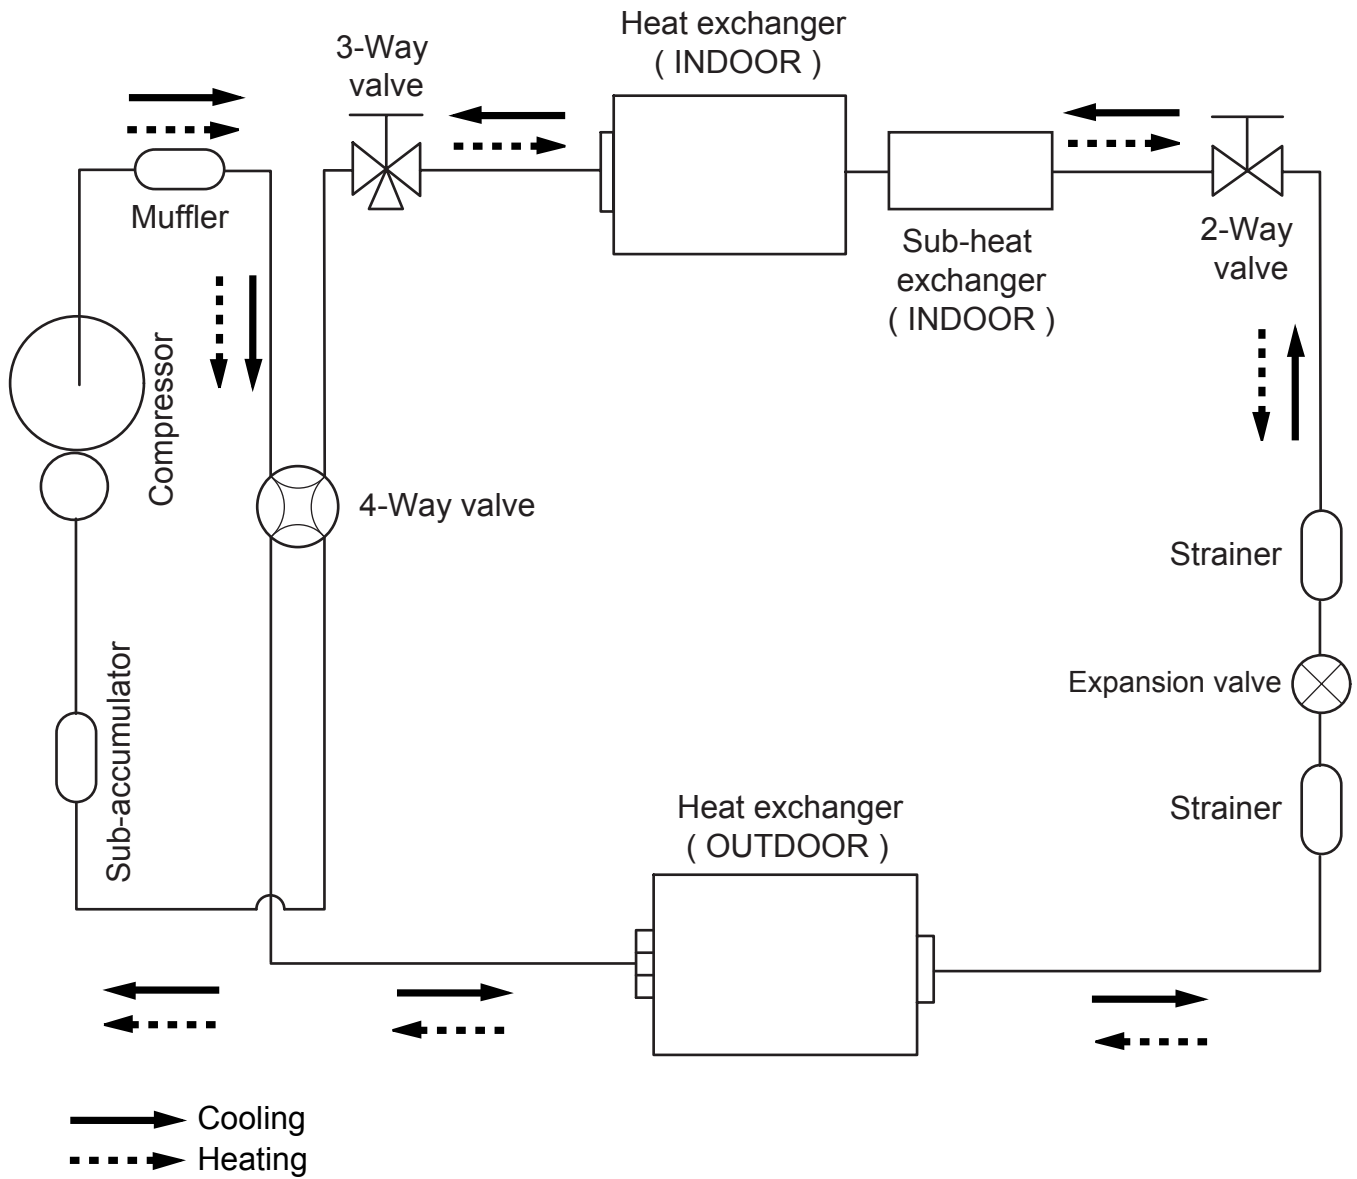 Heat exchanger
( INDOOR )
3-Way
valve
Muffler
Sub-heat
exchanger
( INDOOR )
2-Way
valve
Compressor
4-Way valve
Strainer
Expansion valve
Sub-accumulator
Heat exchanger
( OUTDOOR )
Strainer
Cooling
Heating